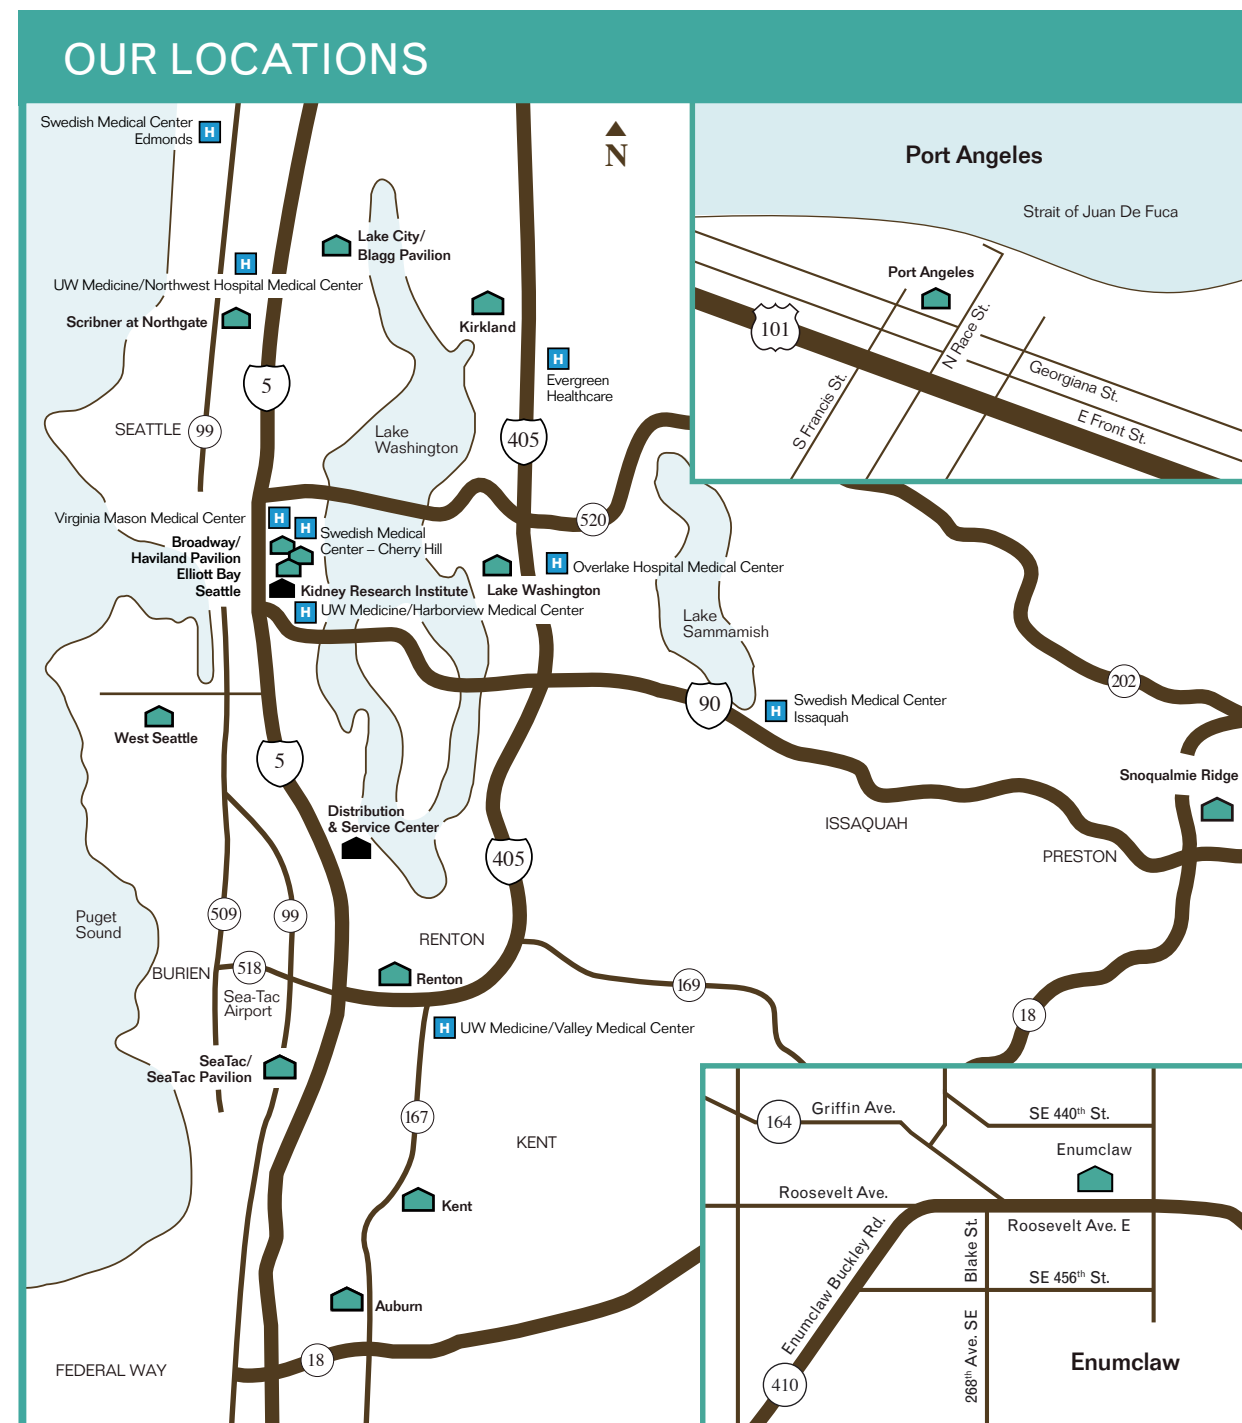 OUR LOCATIONS
Swedish Medical Center
Edmonds
H
N
Lake City/
Blagg Pavilion
H
UW Medicine/Northwest Hospital Medical Center
Scribner at Northgate
Kirkland
H
Evergreen
Healthcare
5
SEATTLE
99
Lake
Washington
405
520
Virginia Mason Medical Center
H
H
Swedish Medical
Center – Cherry Hill
Broadway/
Haviland Pavilion
Elliott Bay
Seattle
Kidney Research Institute
H
UW Medicine/Harborview Medical Center
Lake Washington
H
Overlake Hospital Medical Center
Lake
Sammamish
202
90
H
Swedish Medical Center
Issaquah
West Seattle
5
Snoqualmie Ridge
Distribution
& Service Center
ISSAQUAH
PRESTON
405
Puget
Sound
509
99
RENTON
BURIEN
518
Sea-Tac
Airport
Renton
169
18
H
UW Medicine/Valley Medical Center
SeaTac/
SeaTac Pavilion
167
KENT
Kent
Auburn
18
FEDERAL WAY
Port Angeles
Strait of Juan De Fuca
Port Angeles
101
N Race St.
S Francis St.
Georgiana St.
E Front St.
164
Griffin Ave.
SE 440th St.
Enumclaw
Roosevelt Ave.
Roosevelt Ave. E
Enumclaw Buckley Rd.
Blake St.
SE 456th St.
268th Ave. SE
410
Enumclaw